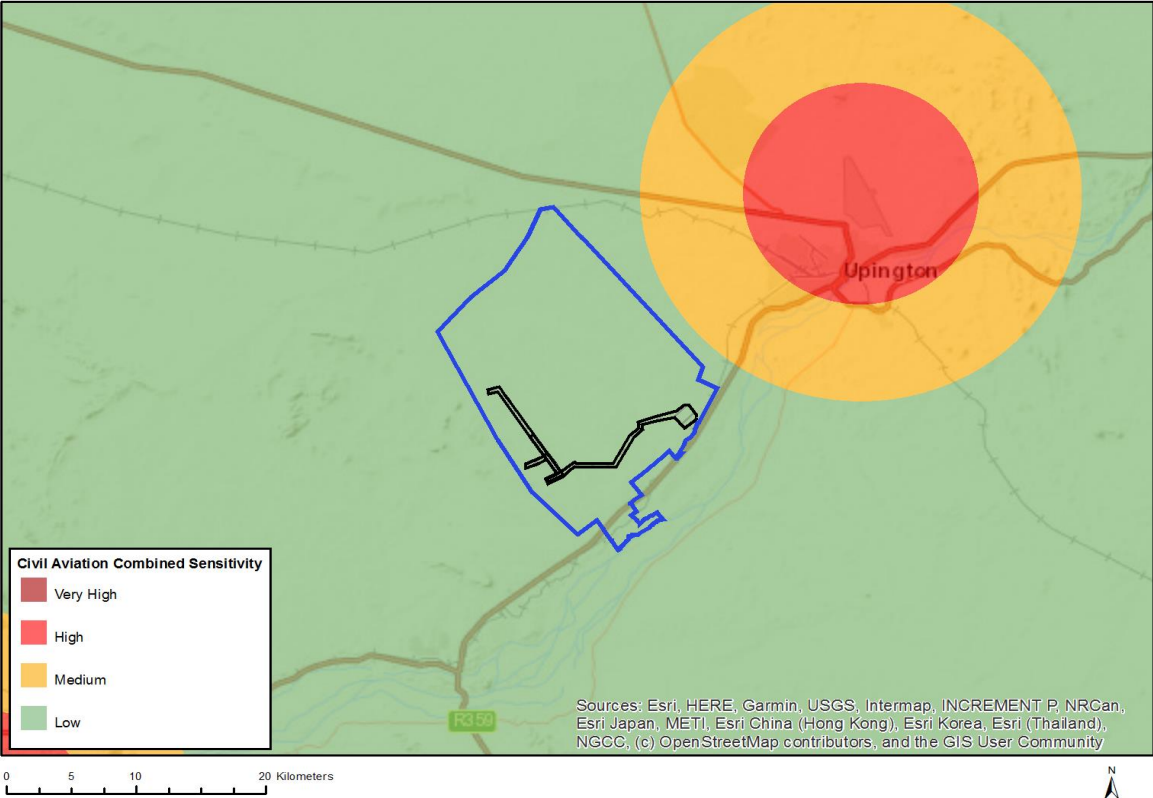 Upington
Civil Aviation Combined Sensitivity
Very High
High
Medium
Low
R359
Sources: Esri, HERE, Garmin, USGS, Intermap, INCREMENT P, NRCan,
Esri Japan, METI, Esri China (Hong Kong), Esri Korea, Esri (Thailand),
NGCC, (c) OpenStreetMap contributors, and the GIS User Community
0 5 10 20 Kilometers
N